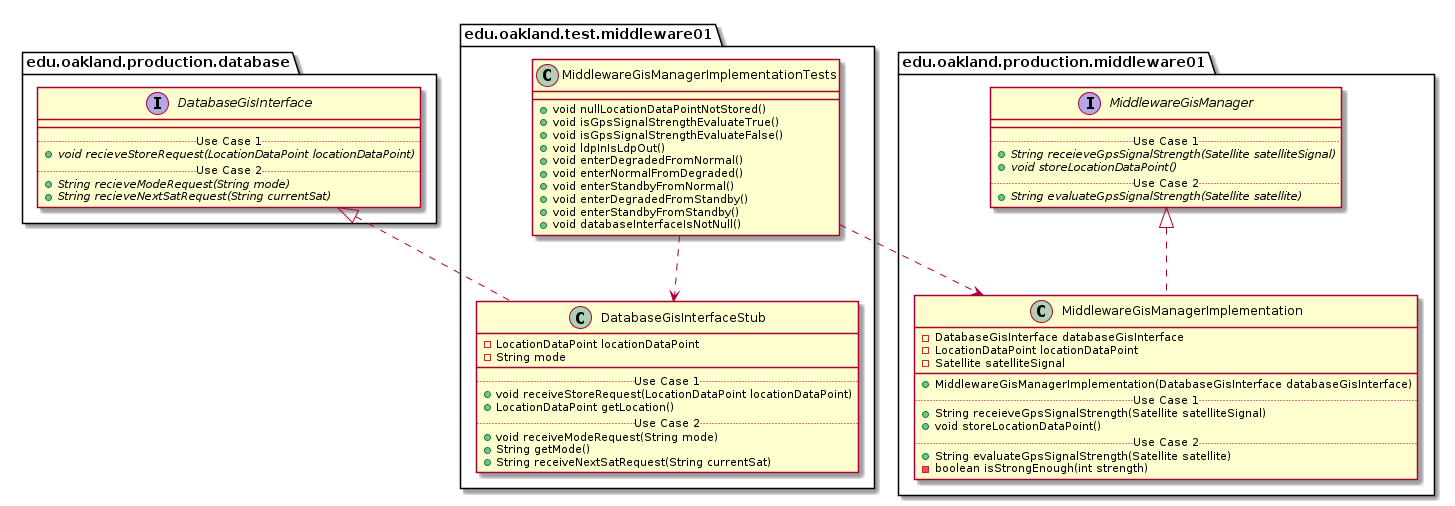 edu.oakland.production.database
I
DatabaseGisInterface
Use Case 1
void recieveStoreRequest(LocationDataPoint locationDataPoint)
Use Case 2
String recieveModeRequest(String mode)
String recieveNextSatRequest(String currentSat)
edu.oakland.test.middleware01
C
MiddlewareGisManagerImplementationTests
void nullLocationDataPointNotStored()
void isGpsSignalStrengthEvaluateTrue()
void isGpsSignalStrengthEvaluateFalse()
void ldpInIsLdpOut()
void enterDegradedFromNormal()
void enterNormalFromDegraded()
void enterStandbyFromNormal()
void enterDegradedFromStandby()
void enterStandbyFromStandby()
void databaseInterfaceIsNotNull()
C
DatabaseGisInterfaceStub
LocationDataPoint locationDataPoint
String mode
Use Case 1
void receiveStoreRequest(LocationDataPoint locationDataPoint)
LocationDataPoint getLocation()
Use Case 2
void receiveModeRequest(String mode)
String getMode()
String receiveNextSatRequest(String currentSat)
edu.oakland.production.middleware01
I
MiddlewareGisManager
Use Case 1
String receieveGpsSignalStrength(Satellite satelliteSignal)
void storeLocationDataPoint()
Use Case 2
String evaluateGpsSignalStrength(Satellite satellite)
C
MiddlewareGisManagerImplementation
DatabaseGisInterface databaseGisInterface
LocationDataPoint locationDataPoint
Satellite satelliteSignal
MiddlewareGisManagerImplementation(DatabaseGisInterface databaseGisInterface)
Use Case 1
String receieveGpsSignalStrength(Satellite satelliteSignal)
void storeLocationDataPoint()
Use Case 2
String evaluateGpsSignalStrength(Satellite satellite)
boolean isStrongEnough(int strength)